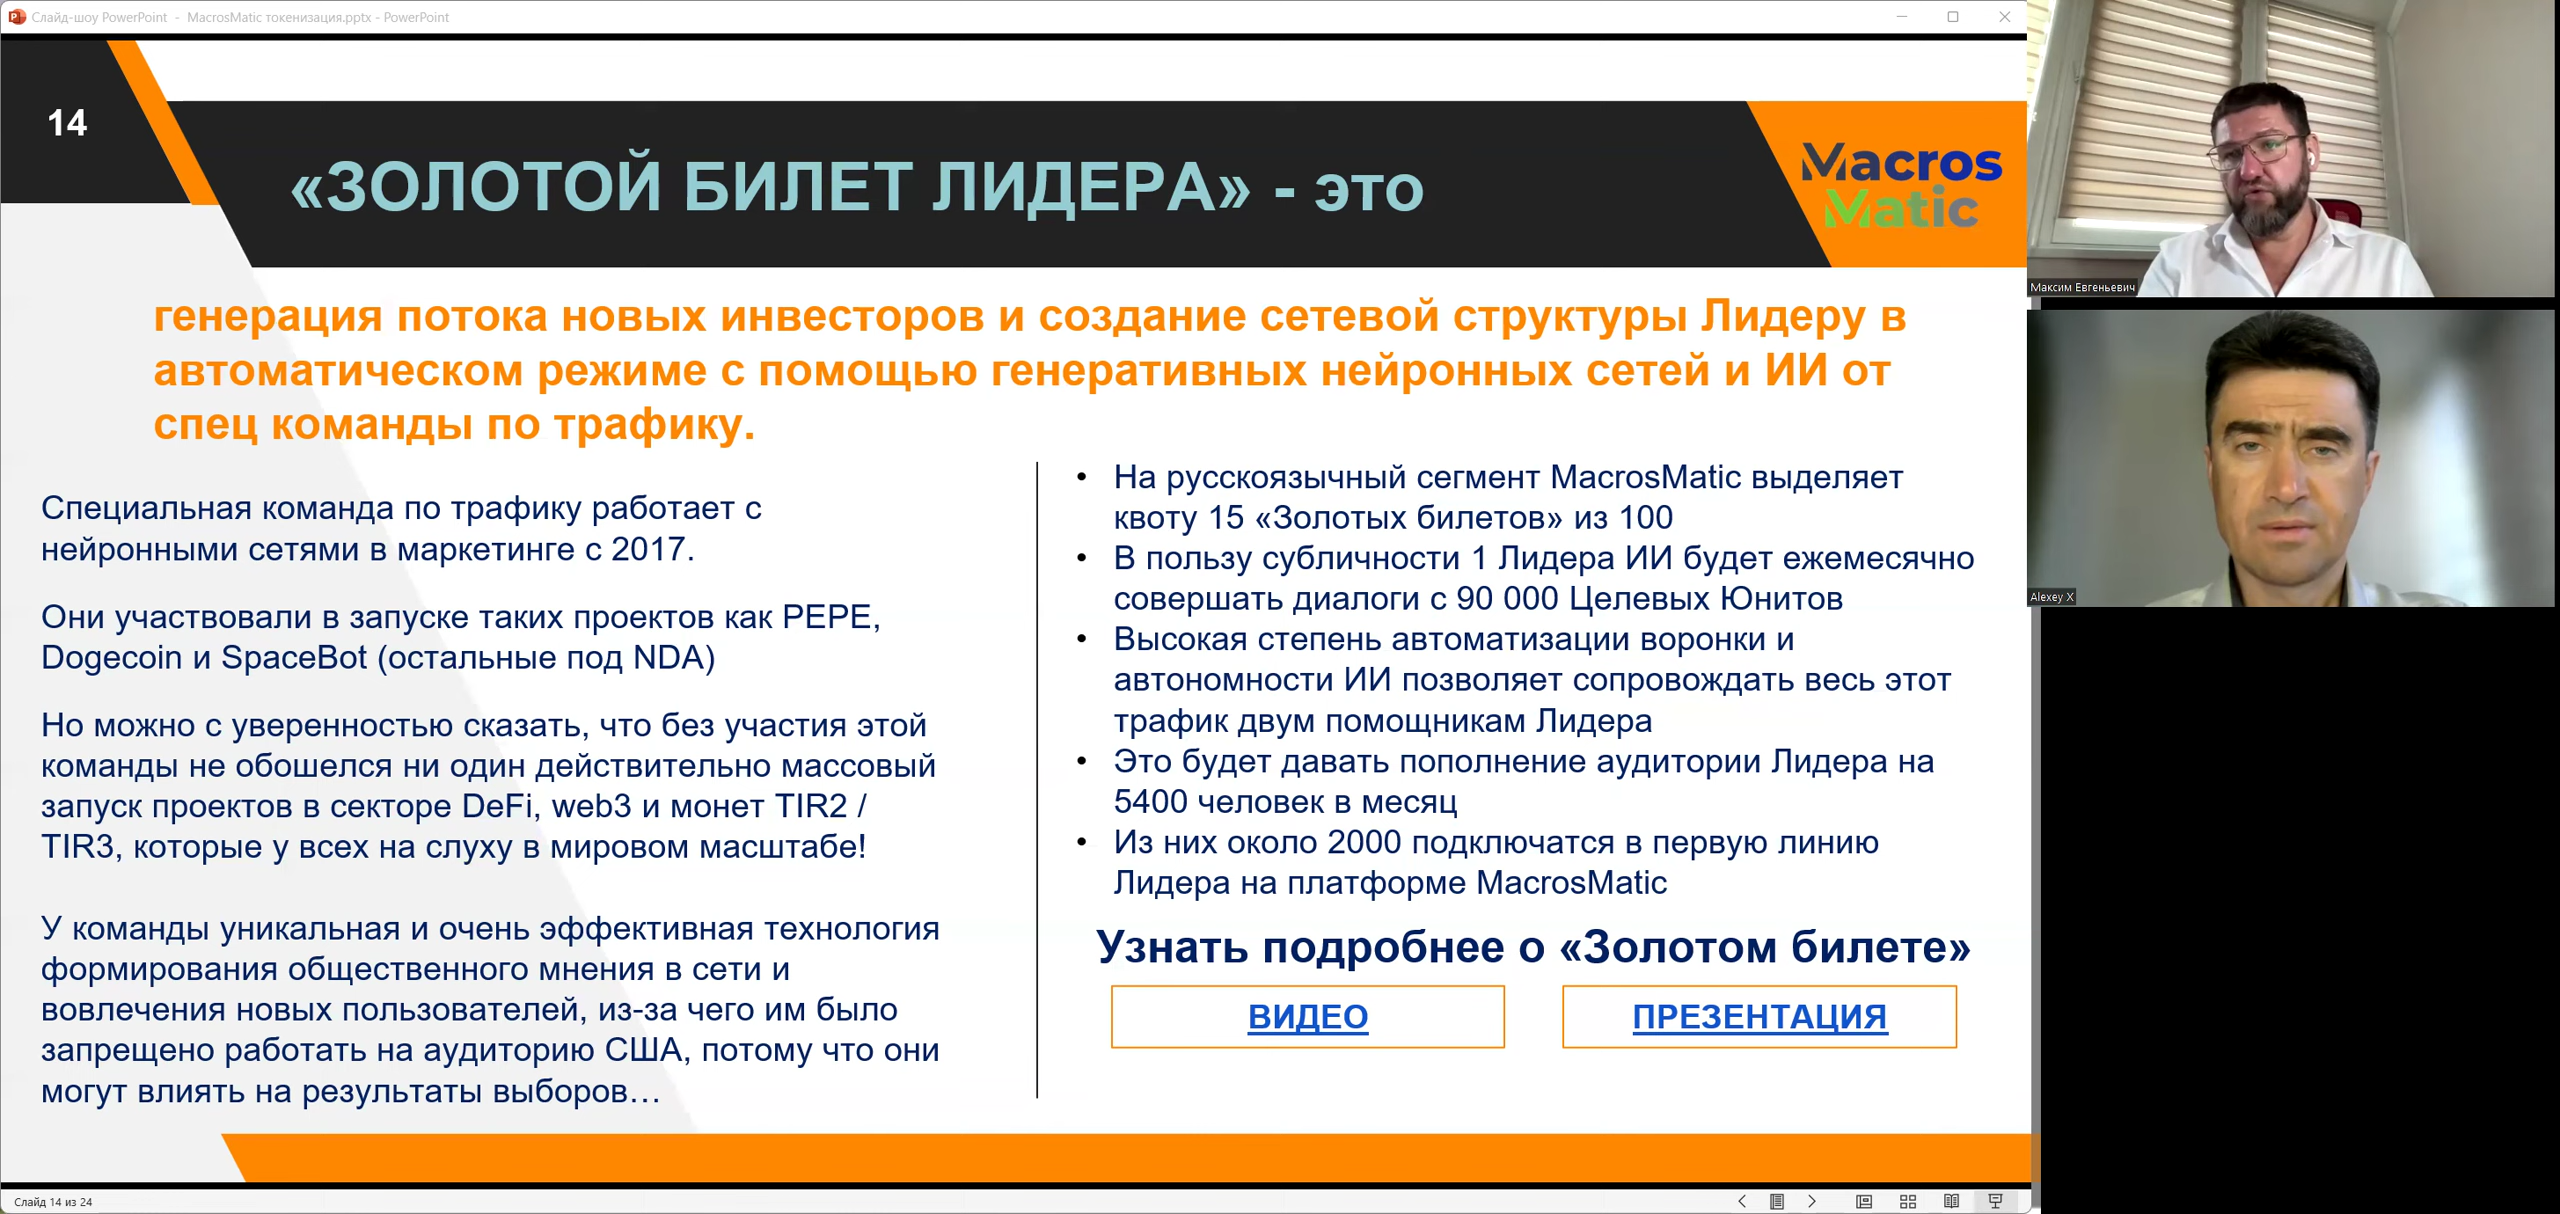 Слайд-шоу PowerPoint - MacrosMatic токенизация.pptx - PowerPoint
14
«ЗОЛОТОЙ БИЛЕТ ЛИДЕРА» - это
Macros
Matic
генерация потока новых инвесторов и создание сетевой структуры Лидеру в
автоматическом режиме с помощью генеративных нейронных сетей и ИИ от
спец команды по трафику.
Специальная команда по трафику работает с
нейронными сетями в маркетинге с 2017.
Они участвовали в запуске таких проектов как PEPE,
Dogecoin и SpaceBot (остальные под NDA)
Но можно с уверенностью сказать, что без участия этой
команды не обошелся ни один действительно массовый
запуск проектов в секторе DeFi, web3 и монет TIR2 /
TIR3, которые у всех на слуху в мировом масштабе!
У команды уникальная и очень эффективная технология
формирования общественного мнения в сети и
вовлечения новых пользователей, из-за чего им было
запрещено работать на аудиторию США, потому что они
могут влиять на результаты выборов…
• На русскоязычный сегмент MacrosMatic выделяет
квоту 15 «Золотых билетов» из 100
• В пользу субличности 1 Лидера ИИ будет ежемесячно
совершать диалоги с 90 000 Целевых Юнитов
• Высокая степень автоматизации воронки и
автономности ИИ позволяет сопровождать весь этот
трафик двум помощникам Лидера
• Это будет давать пополнение аудитории Лидера на
5400 человек в месяц
• Из них около 2000 подключатся в первую линию
Лидера на платформе MacrosMatic
Узнать подробнее о «Золотом билете»
ВИДЕО
ПРЕЗЕНТАЦИЯ
Слайд 14 из 24
Максим Евгеньевич
Alexey X